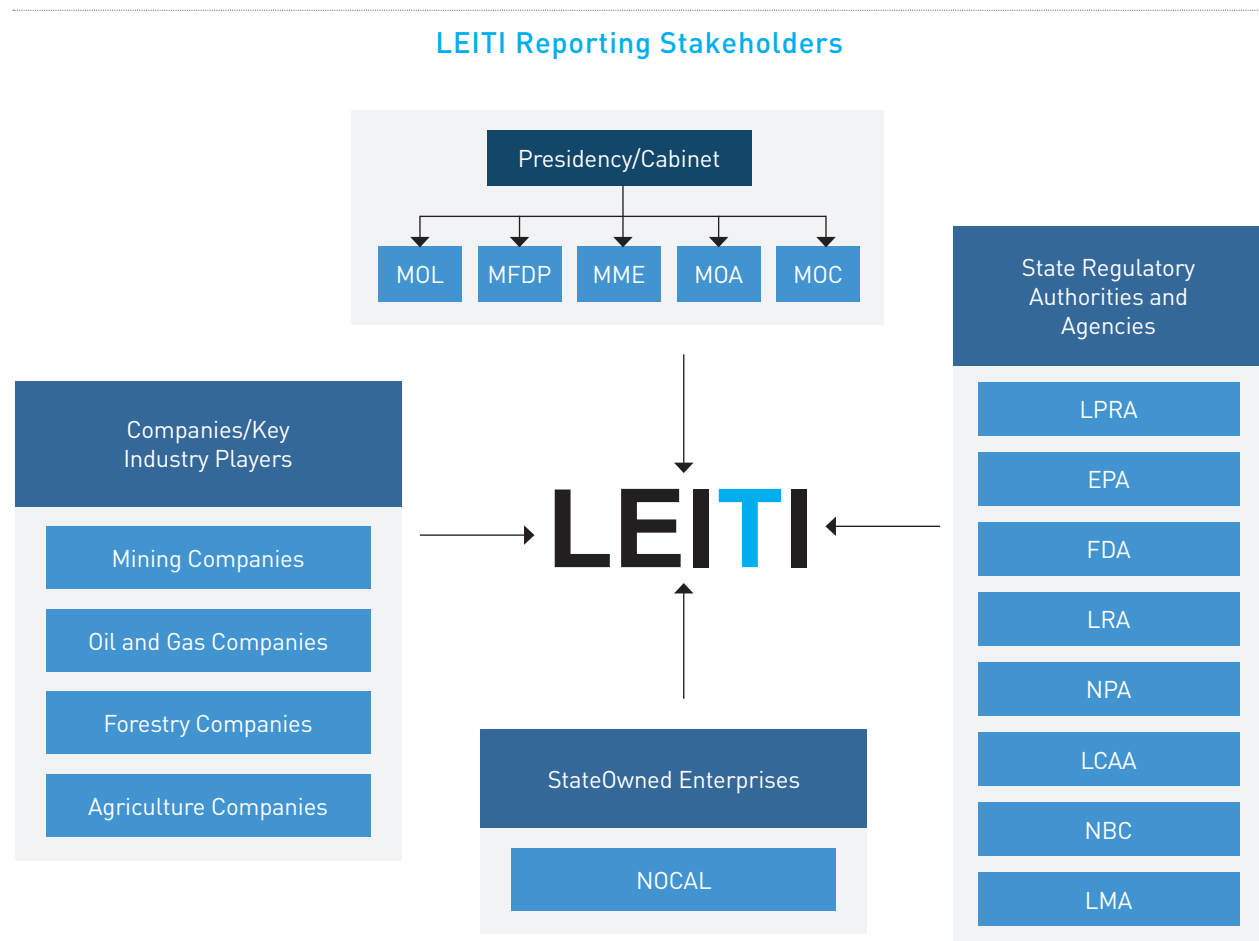 LEITI Reporting Stakeholders
Presidency/Cabinet
MOL
MFDP
MME
MOA
MOC
Companies/Key
Industry Players
Mining Companies
Oil and Gas Companies
Forestry Companies
Agriculture Companies
LEITI
StateOwned Enterprises
NOCAL
State Regulatory
Authorities and
Agencies
LPRA
EPA
FDA
LRA
NPA
LCAA
NBC
LMA